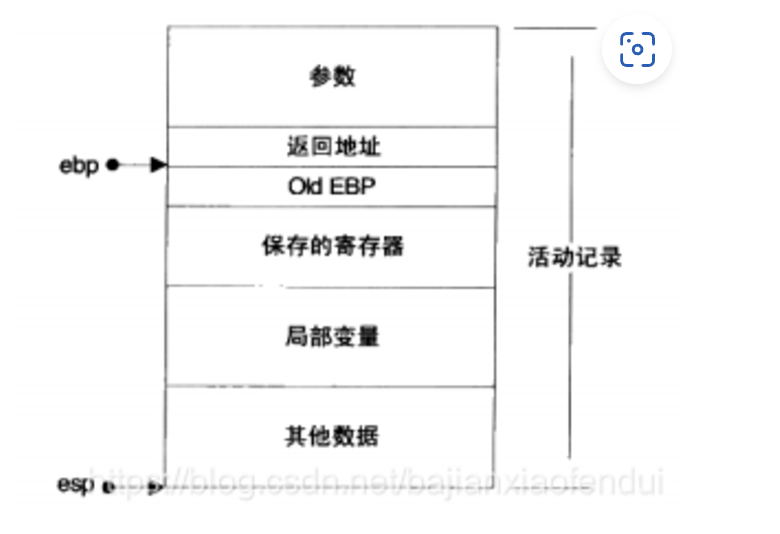 参数
返回地址
ebp
Old EBP
保存的寄存器
活动记录
局部变量
其他数据
esp
https://blog.csdn.net/bajianxiaofendui